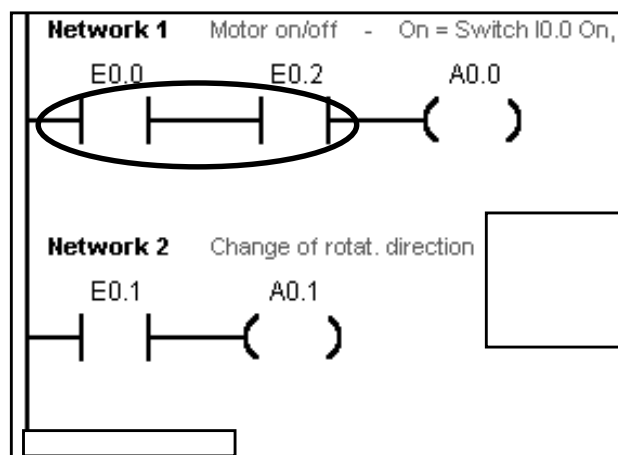 Network 1 Motor on/off - On = Switch I0.0 On,
E0.0 E0.2 A0.0
Network 2 Change of rotat. direction
E0.1 A0.1